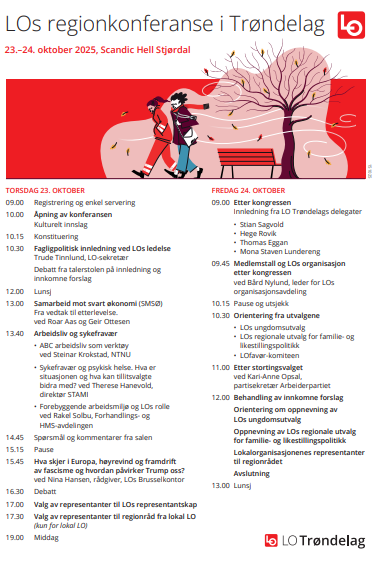 LOs regionkonferanse i Trøndelag
LO
23.–24. oktober 2025, Scandic Hell Stjørdal
TORSDAG 23. OKTOBER
09.00 Registrering og enkel servering
10.00 Åpning av konferansen
Kulturelt innslag
10.15 Konstituering
10.30 Fagligpolitisk innledning ved LOs ledelse
Trude Tinnlund, LO-sekretær
Debatt fra talerstolen på innledning og
innkomne forslag
12.00 Lunsj
13.00 Samarbeid mot svart økonomi (SMSØ)
Fra vedtak til etterlevelse.
ved Roar Aas og Geir Ottesen
13.40 Arbeidsliv og sykefravær
• ABC arbeidsliv som verktøy
ved Steinar Krokstad, NTNU
• Sykefravær og psykisk helse. Hva er
situasjonen og hva kan tillitsvalgte
bidra med? ved Therese Hanevold,
direktør STAMI
• Forebyggende arbeidsmiljø og LOs rolle
ved Rakel Solbu, Forhandlings- og
HMS-avdelingen
14.45 Spørsmål og kommentarer fra salen
15.15 Pause
15.45 Hva skjer i Europa, høyrevind og framdrift
av fascisme og hvordan påvirker Trump oss?
ved Nina Hansen, rådgiver, LOs Brusselkontor
16.30 Debatt
17.00 Valg av representanter til LOs representantskap
17.30 Valg av representanter til regionråd fra lokal LO
(kun for lokal LO)
19.00 Middag
FREDAG 24. OKTOBER
09.00 Etter kongressen
Innledning fra LO Trøndelags delegater
• Stian Sagvold
• Hege Rovik
• Thomas Eggan
• Mona Staven Lundereng
09.45 Medlemstall og LOs organisasjon
etter kongressen
ved Bård Nylund, leder for LOs
organisasjonsavdeling
10.15 Pause og utsjekk
10.30 Orientering fra utvalgene
• LOs ungdomsutvalg
• LOs regionale utvalg for familie- og
likestillingspolitikk
• LOfavør-komiteen
11.00 Etter stortingsvalget
ved Kari-Anne Opsal,
partisekretær Arbeiderpartiet
12.00 Behandling av innkomne forslag
Orientering om oppnevning av
LOs ungdomsutvalg
Oppnevning av LOs regionale utvalg
for familie- og likestillingspolitikk
Lokalorganisasjonenes representanter
til regionrådet
Avslutning
13.00 Lunsj
LO Trøndelag